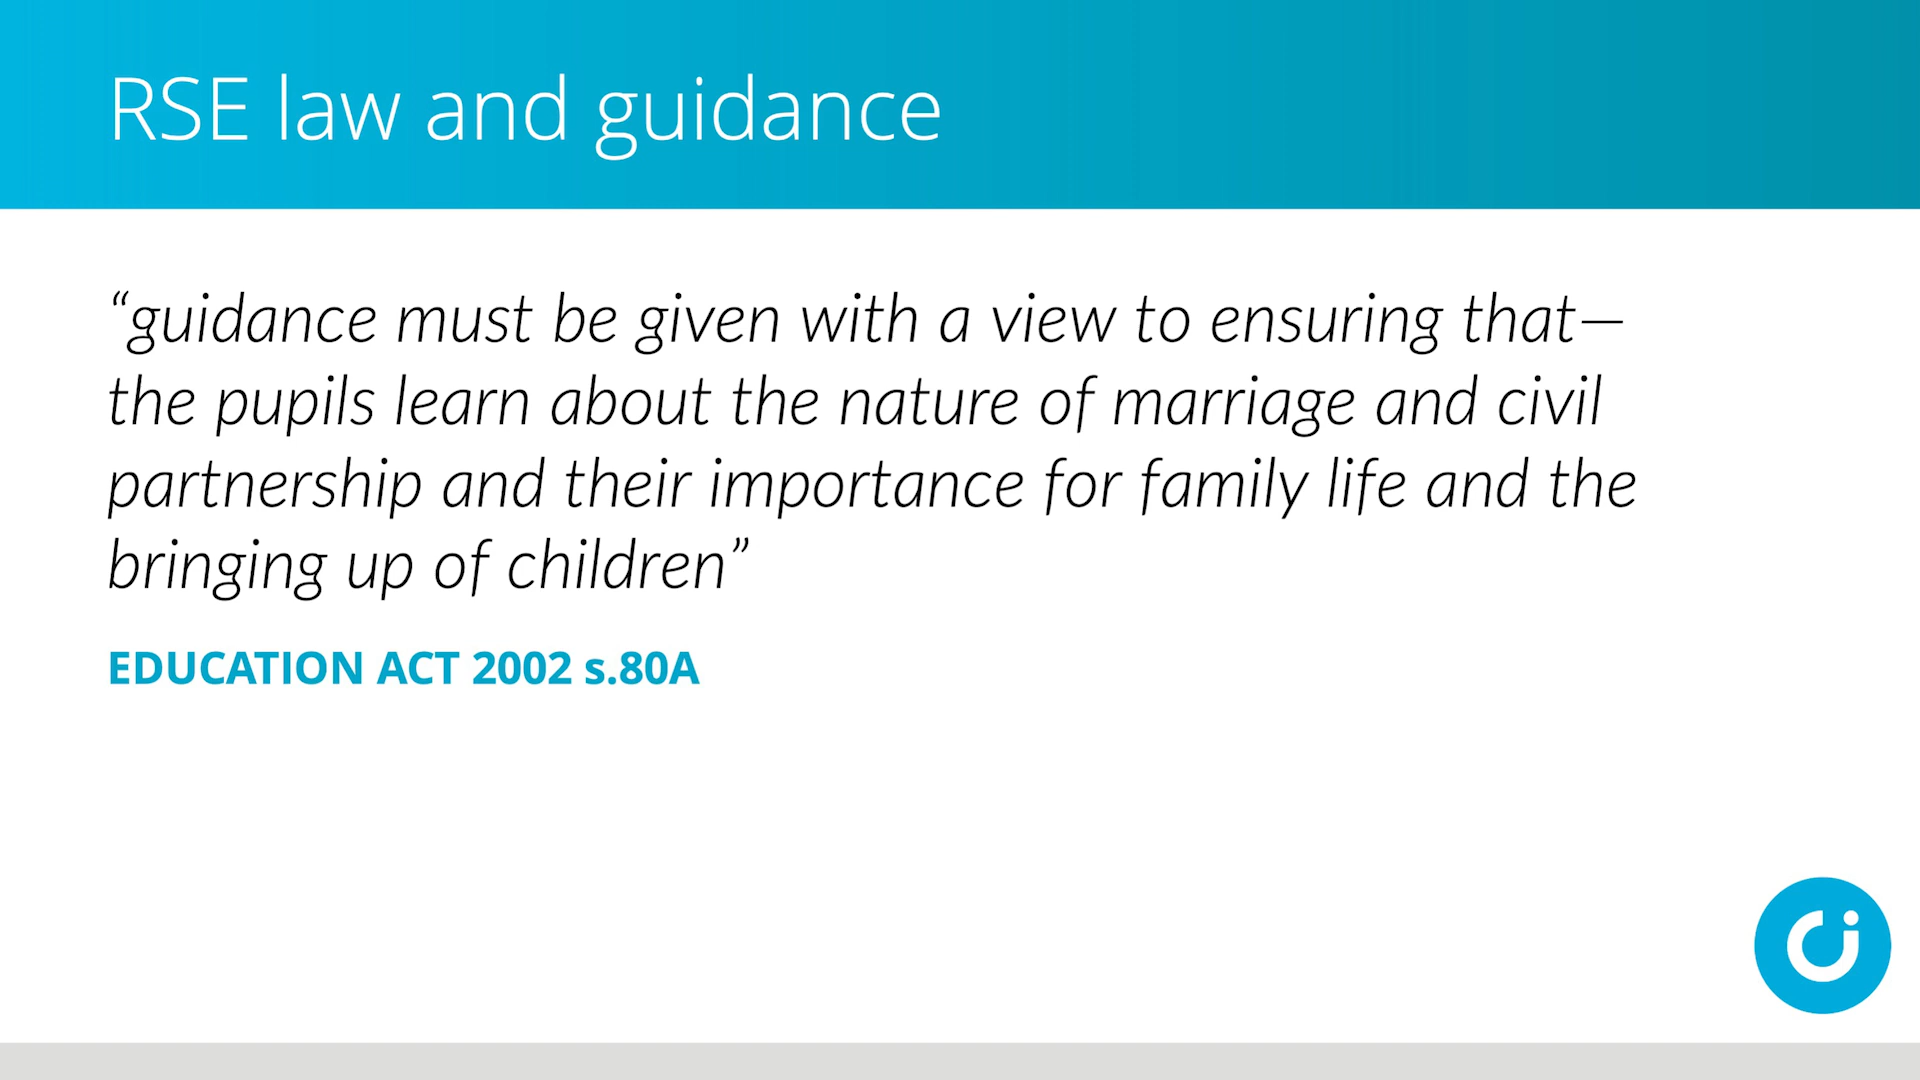 RSE law and guidance
“guidance must be given with a view to ensuring that—
the pupils learn about the nature of marriage and civil
partnership and their importance for family life and the
bringing up of children”
EDUCATION ACT 2002 s.80A